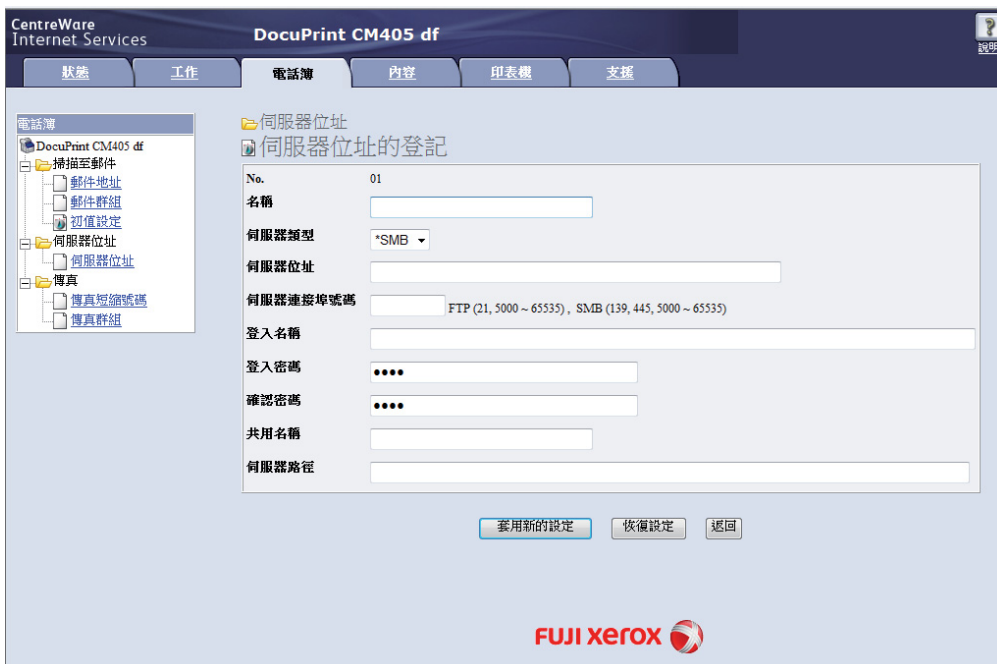 CentreWare
Internet Services
DocuPrint CM405 df
說明
狀態 工作 電話簿 內容 印表機 支援
電話簿
DocuPrint CM405 df
掃描至郵件
郵件地址
郵件群組
初值設定
伺服器位址
伺服器位址
傳真
傳真短縮號碼
傳真群組
伺服器位址
伺服器位址的登記
No. 01
名稱
伺服器類型 *SMB
伺服器位址
伺服器連接埠號碼 FTP (21, 5000 ~ 65535) , SMB (139, 445, 5000 ~ 65535)
登入名稱
登入密碼 ••••
確認密碼 ••••
共用名稱
伺服器路徑
套用新的設定 恢復設定 返回
FUJI xerox